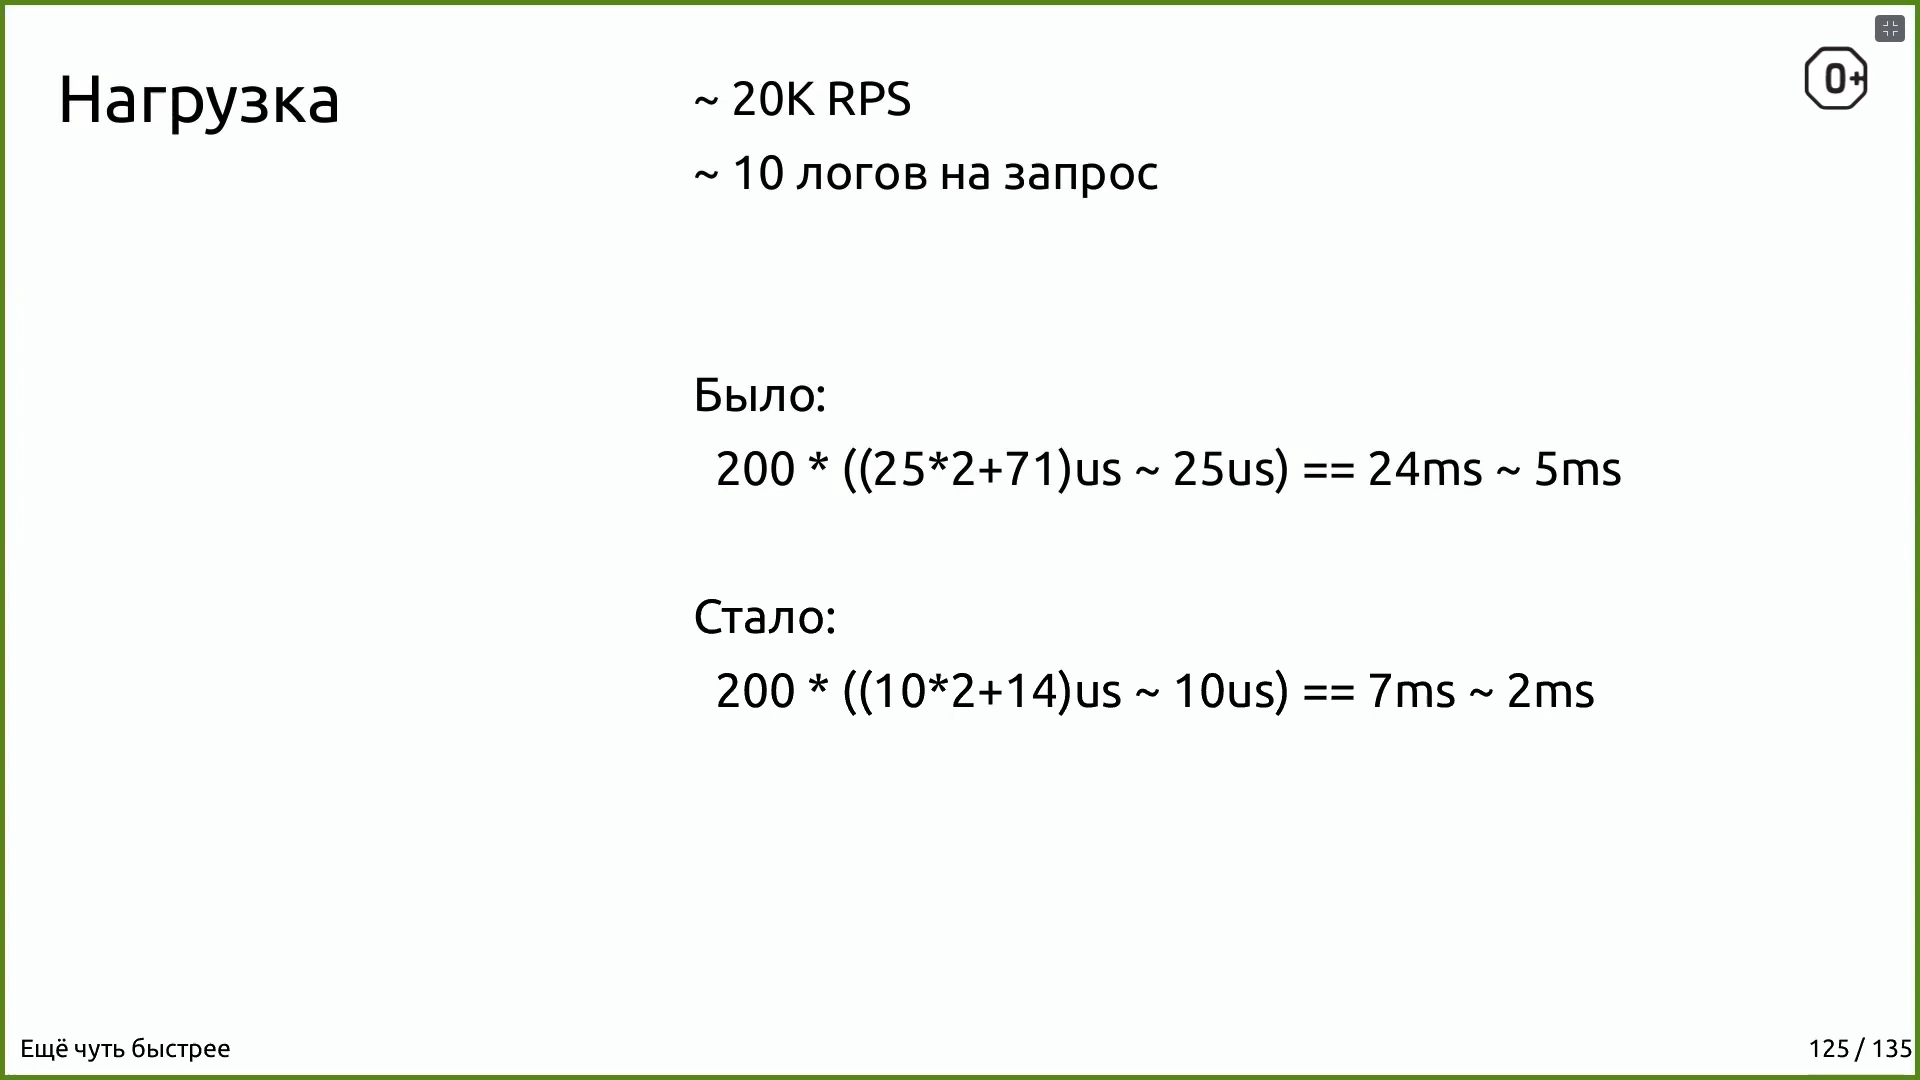 Нагрузка
~ 20K RPS
~ 10 логов на запрос
0+
Было:
200 * ((25*2+71)us ~ 25us) == 24ms ~ 5ms
Стало:
200 * ((10*2+14)us ~ 10us) == 7ms ~ 2ms
Ещё чуть быстрее
125 / 135